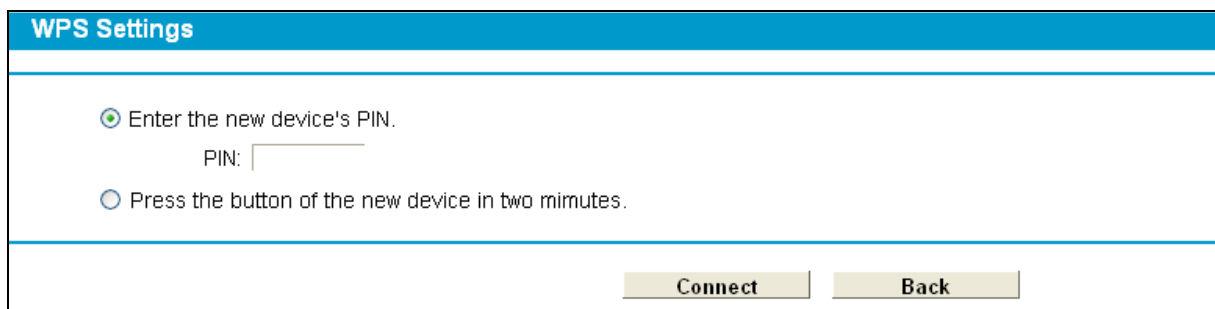 WPS Settings
Enter the new device's PIN.
PIN:
Press the button of the new device in two mimutes.
Connect Back